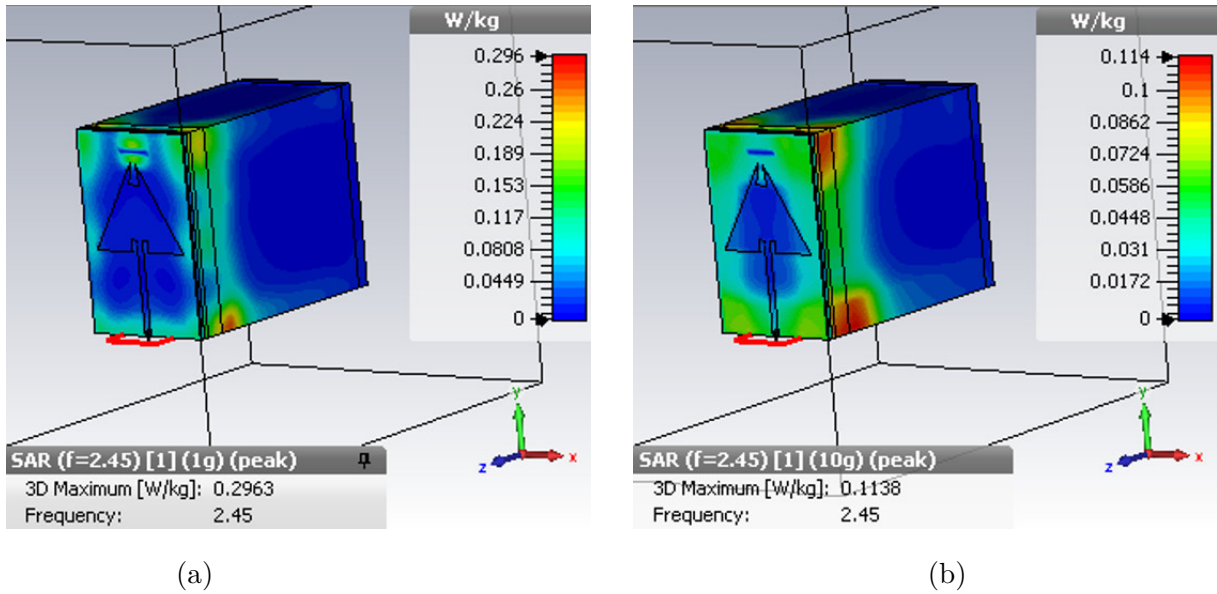 W/kg
0.296
0.26
0.224
0.189
0.153
0.117
0.0808
0.0449
0
y
z
x
SAR (f=2.45) [1] (1g) (peak)
3D Maximum [W/kg]: 0.2963
Frequency: 2.45
(a)
W/kg
0.114
0.1
0.0862
0.0724
0.0586
0.0448
0.031
0.0172
0
y
z
x
SAR (f=2.45) [1] (10g) (peak)
3D Maximum [W/kg]: 0.1138
Frequency: 2.45
(b)